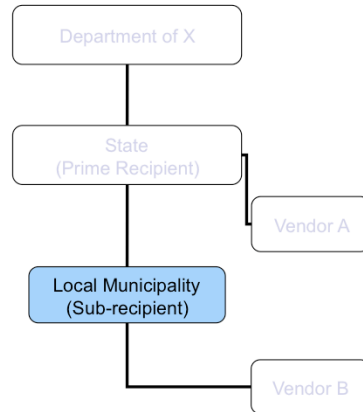 Department of X
State
(Prime Recipient)
Vendor A
Local Municipality
(Sub-recipient)
Vendor B